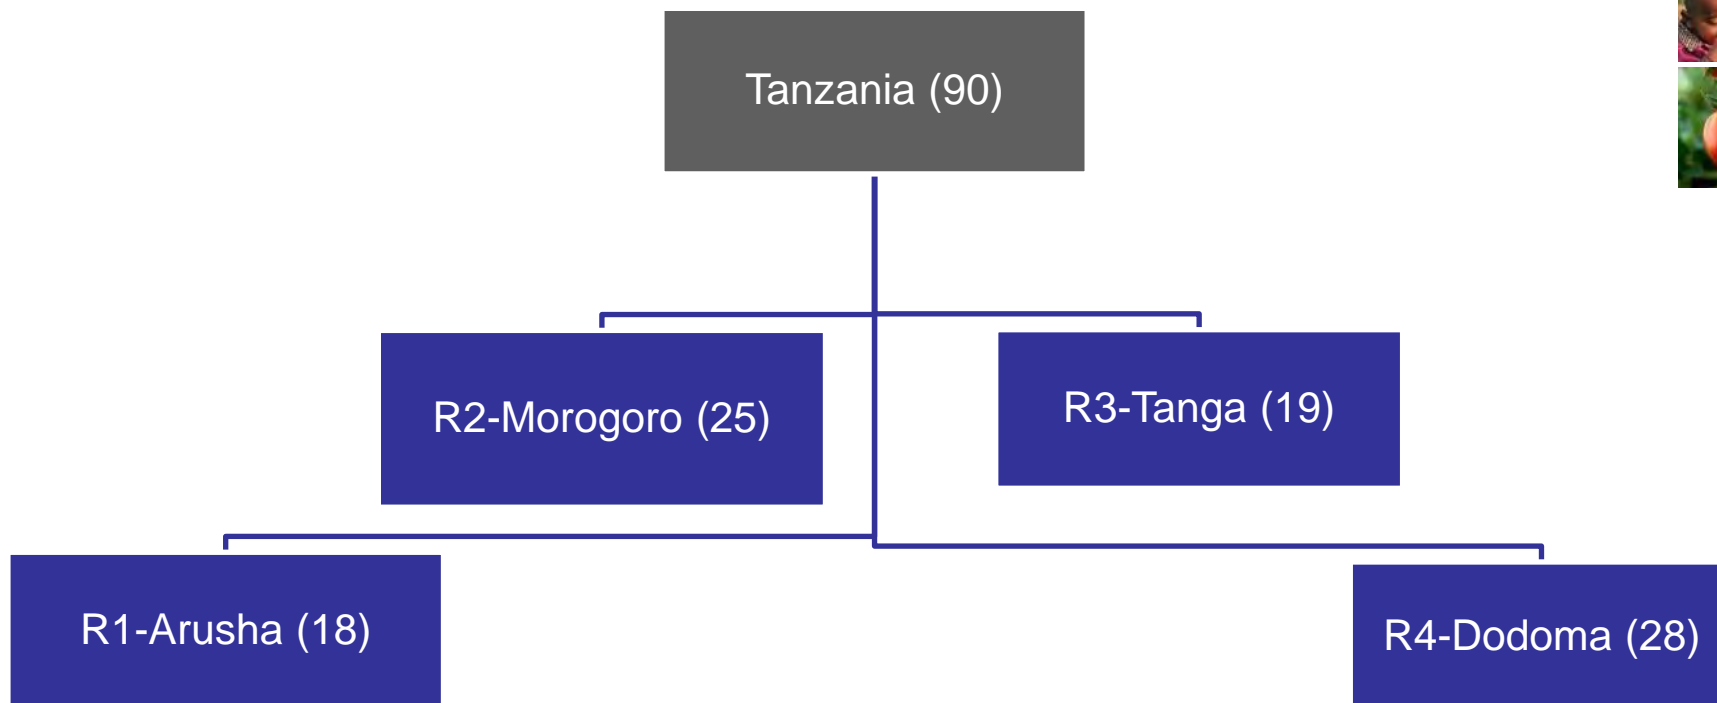 Tanzania (90)
R2-Morogoro (25)
R3-Tanga (19)
R1-Arusha (18)
R4-Dodoma (28)